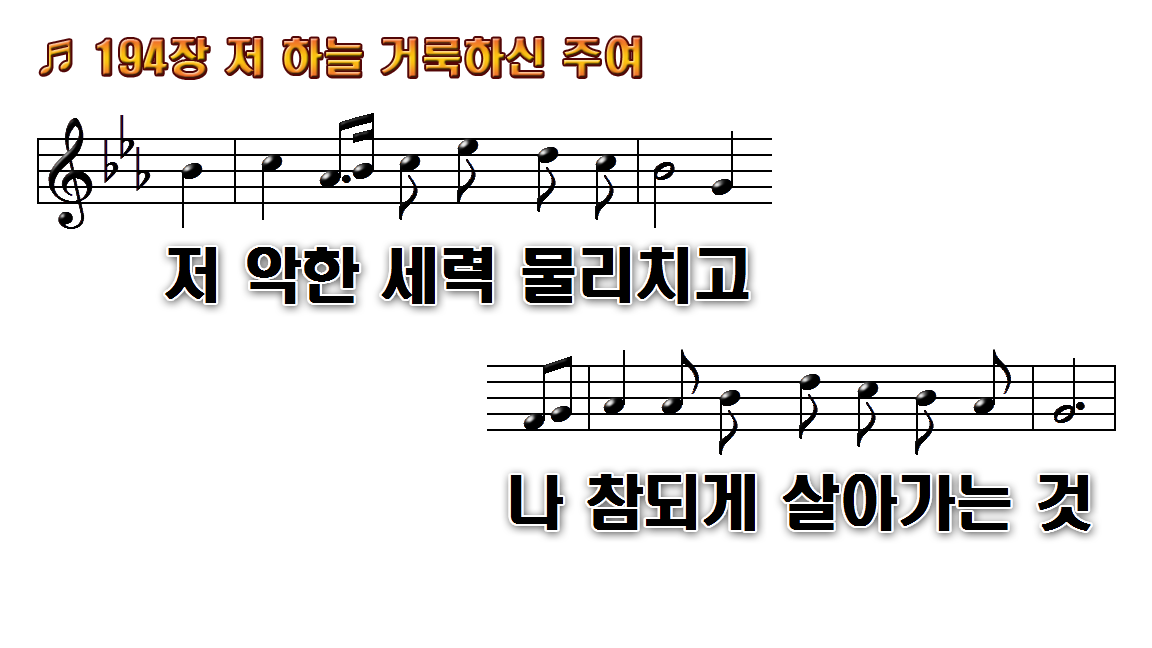 ♬ 194장 저 하늘 거룩하신 주여
저 악한 세력 물리치고
나 참되게 살아가는 것